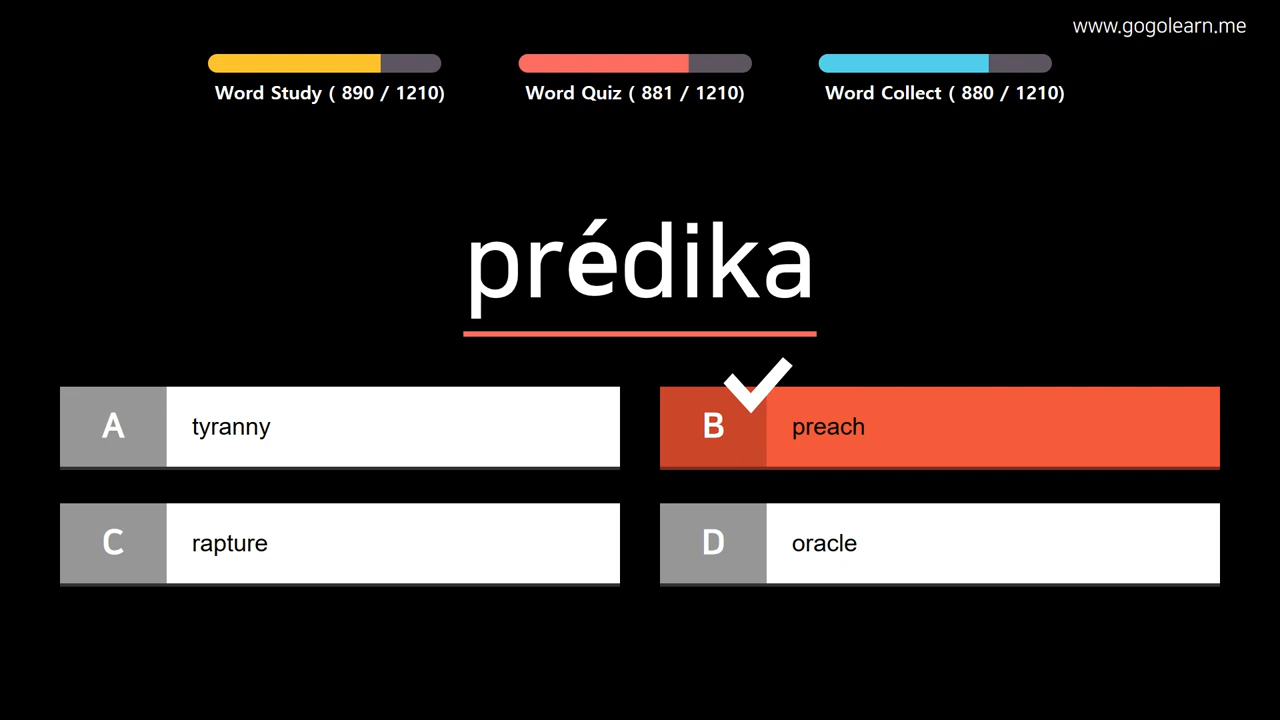 www.gogolearn.me
Word Study ( 890 / 1210)
Word Quiz ( 881 / 1210)
Word Collect ( 880 / 1210)
prédika
A tyranny
B preach
C rapture
D oracle